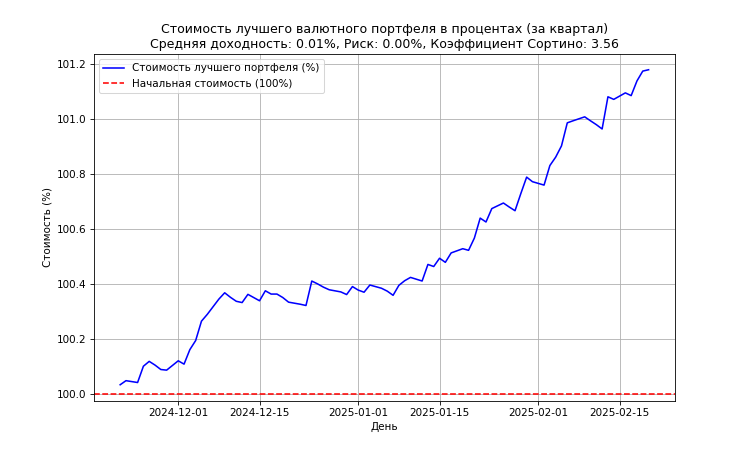 Стоимость лучшего валютного портфеля в процентах (за квартал)
Средняя доходность: 0.01%, Риск: 0.00%, Коэффициент Сортино: 3.56
Стоимость лучшего портфеля (%)
Начальная стоимость (100%)
Стоимость (%)
101.2
101.0
100.8
100.6
100.4
100.2
100.0
2024-12-01
2024-12-15
2025-01-01
2025-01-15
2025-02-01
2025-02-15
День